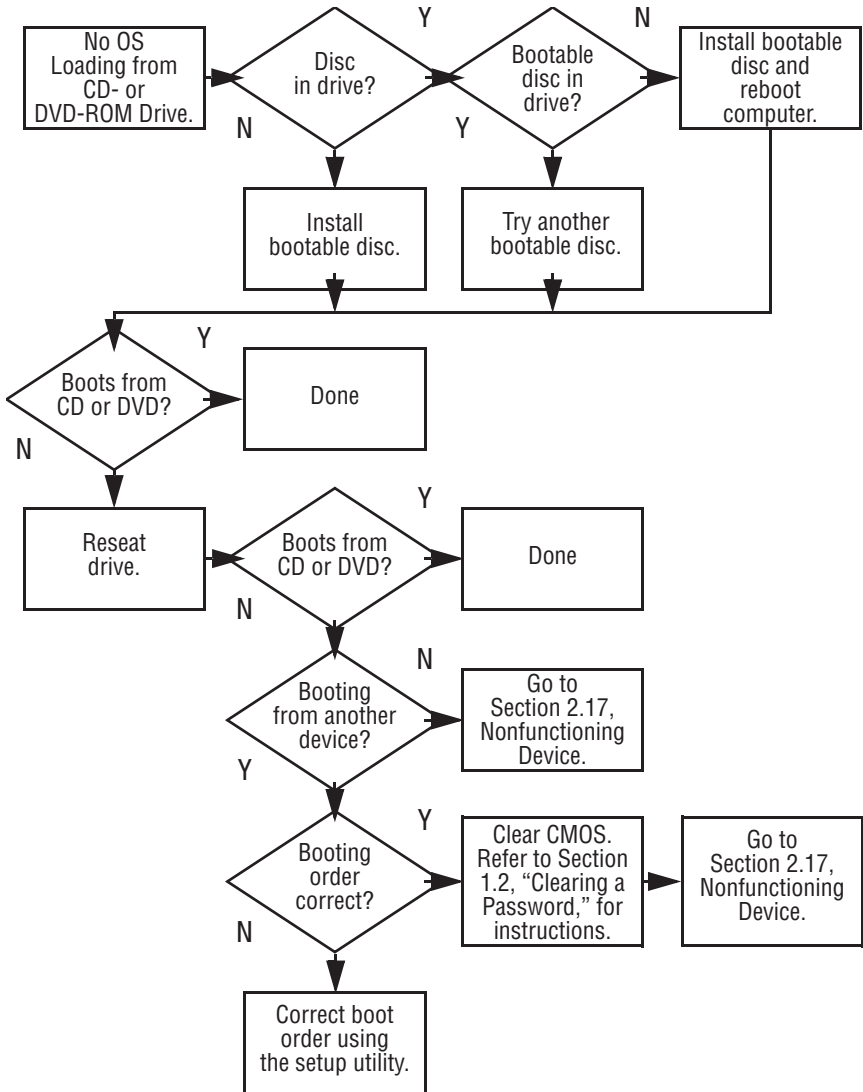 No OS
Loading from
CD- or
DVD-ROM Drive.
Disc
in drive?
Y
N
Bootable
disc in
drive?
N
Y
Install bootable
disc and
reboot
computer.
Install
bootable disc.
Try another
bootable disc.
Boots from
CD or DVD?
Y
N
Done
Reseat
drive.
Boots from
CD or DVD?
Y
N
Done
Booting
from another
device?
N
Y
Go to
Section 2.17,
Nonfunctioning
Device.
Booting
order
correct?
Y
N
Clear CMOS.
Refer to Section
1.2, “Clearing a
Password,” for
instructions.
Go to
Section 2.17,
Nonfunctioning
Device.
Correct boot
order using
the setup utility.